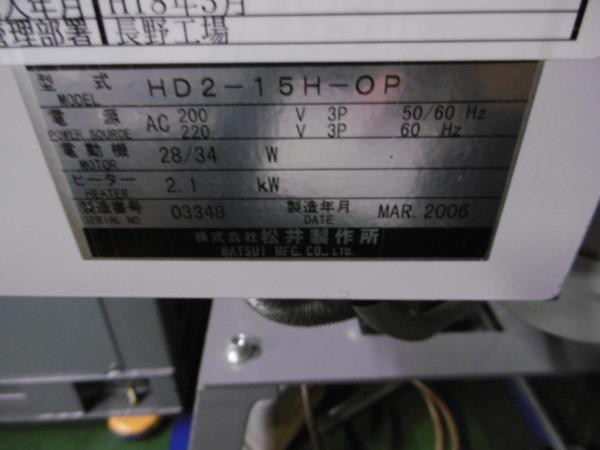 入年月 H18年3月
管理部署 長野工場
型式 HD2-15H-OP
MODEL
電源 AC 200 V 3P 50/60 Hz
POWER SOURCE 220 V 3P 60 Hz
電動機 28/34 W
MOTOR
ヒーター 2.1 kW
HEATER
製造番号 03348 製造年月 MAR. 2006
SERIAL NO DATE
株式会社 松井製作所
MATSUI MFG. CO., LTD.